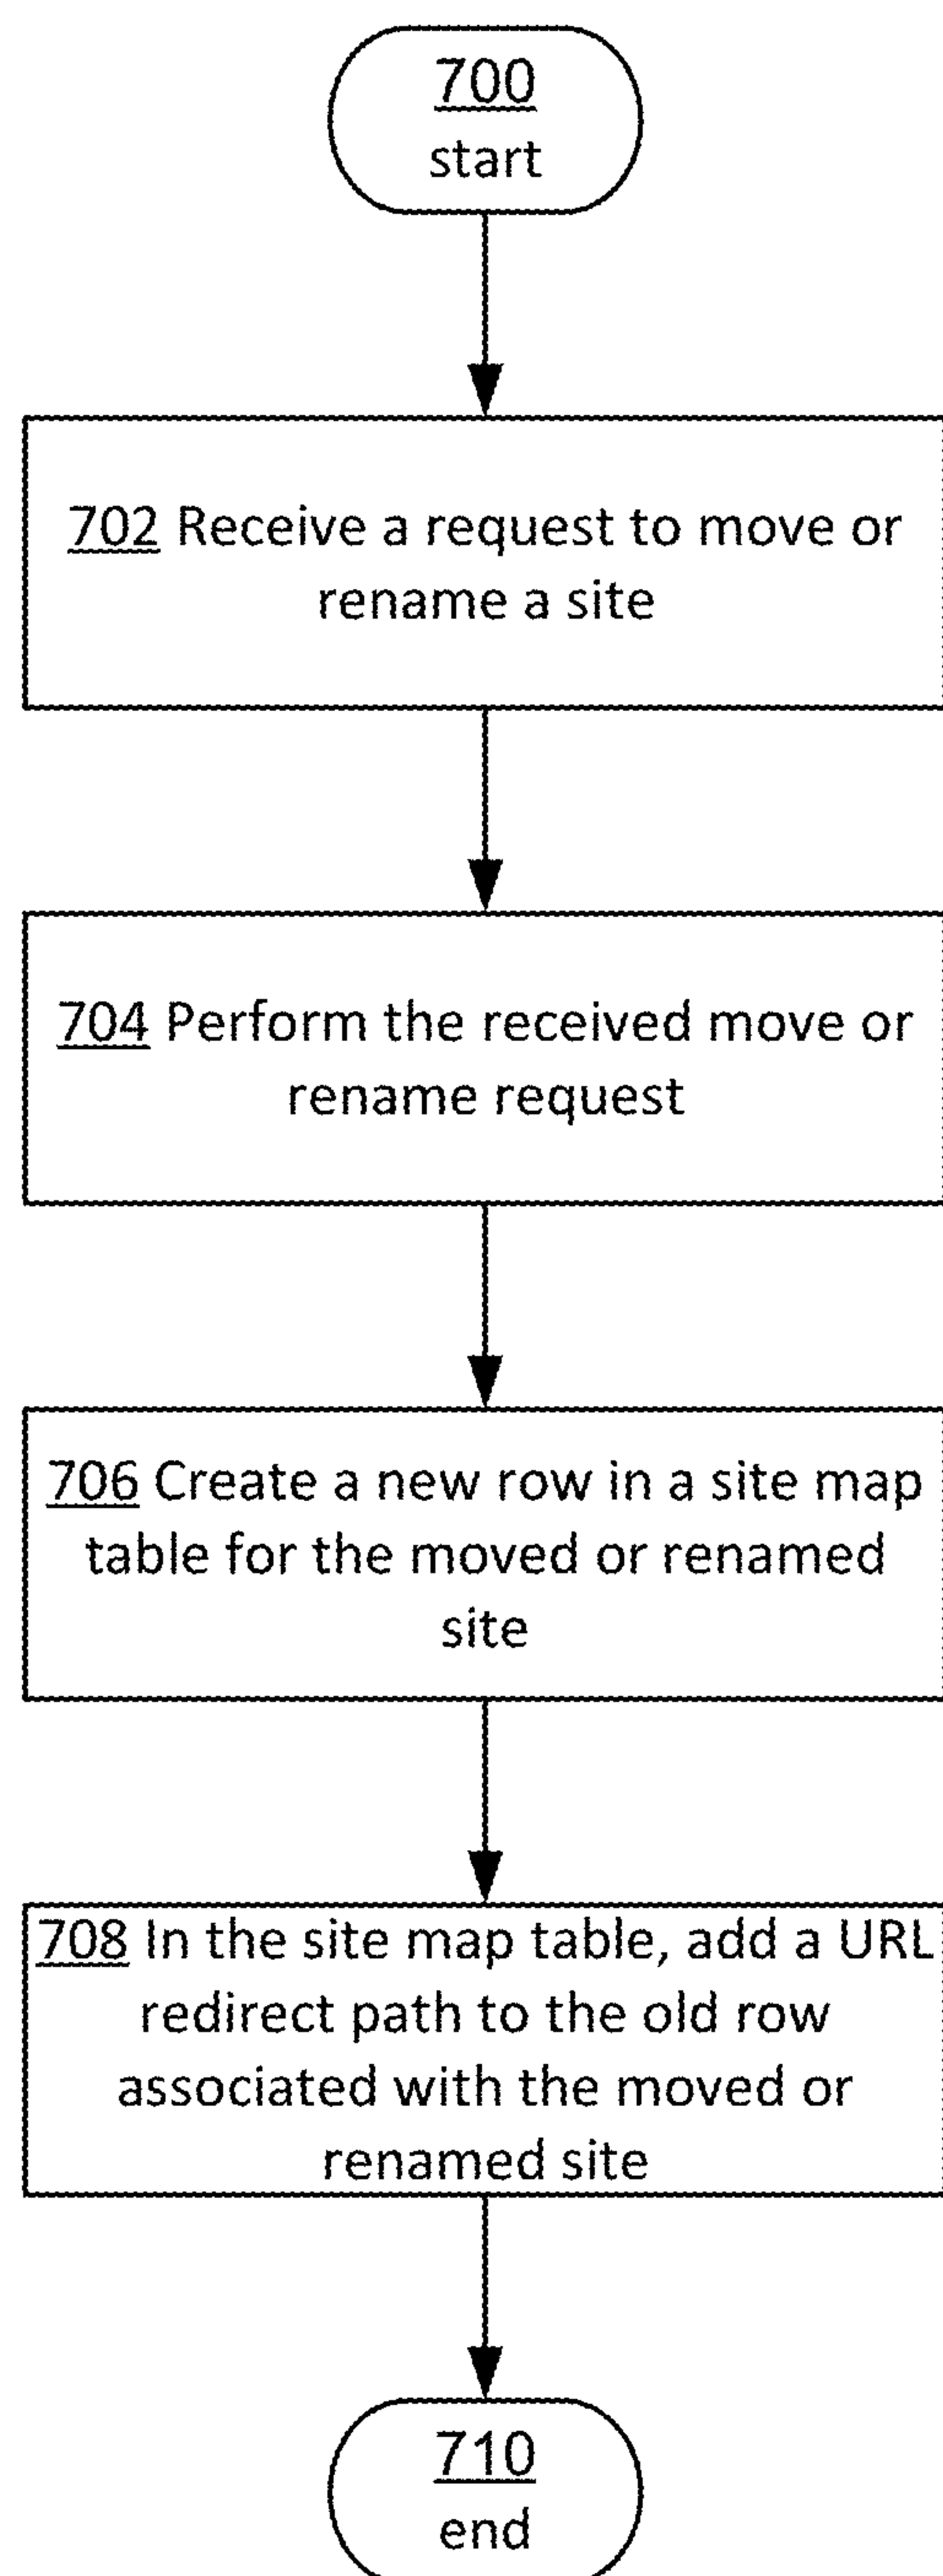 700
start
702 Receive a request to move or
rename a site
704 Perform the received move or
rename request
706 Create a new row in a site map
table for the moved or renamed
site
708 In the site map table, add a URL
redirect path to the old row
associated with the moved or
renamed site
710
end